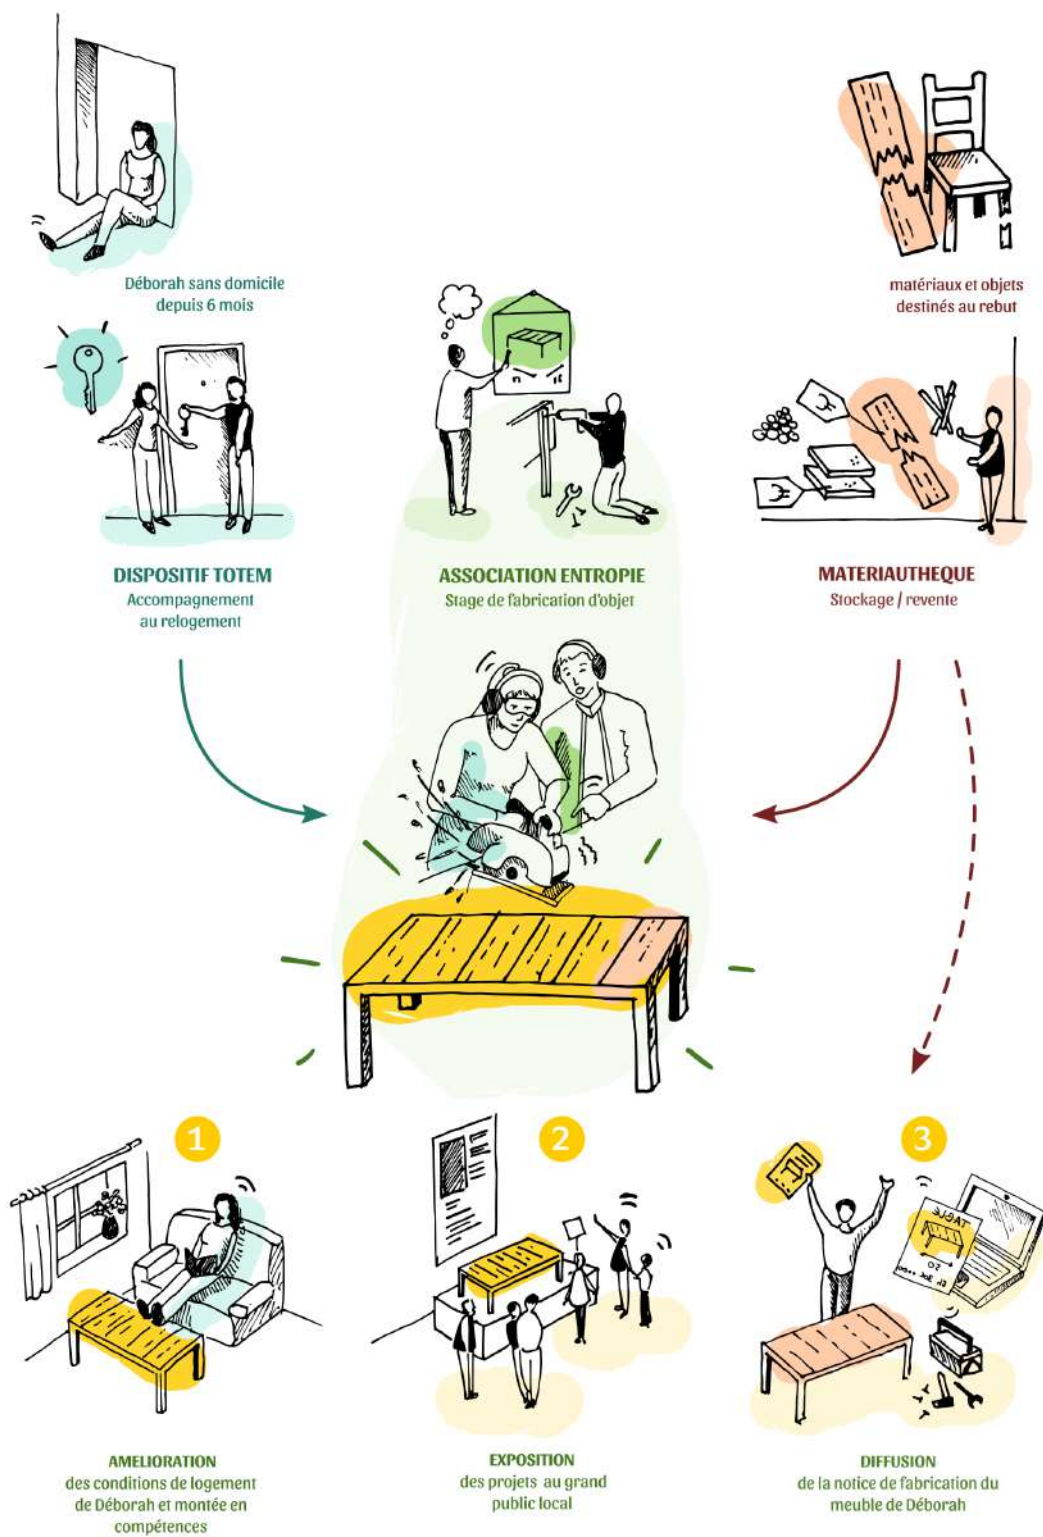 Déborah sans domicile
depuis 6 mois
matériaux et objets
destinés au rebut
DISPOSITIF TOTEM
Accompagnement
au relogement
ASSOCIATION ENTROPIE
Stage de fabrication d'objet
MATERIAUTHEQUE
Stockage / revente
1
2
3
TABLE
AMELIORATION
des conditions de logement
de Déborah et montée en
compétences
EXPOSITION
des projets au grand
public local
DIFFUSION
de la notice de fabrication du
meuble de Déborah